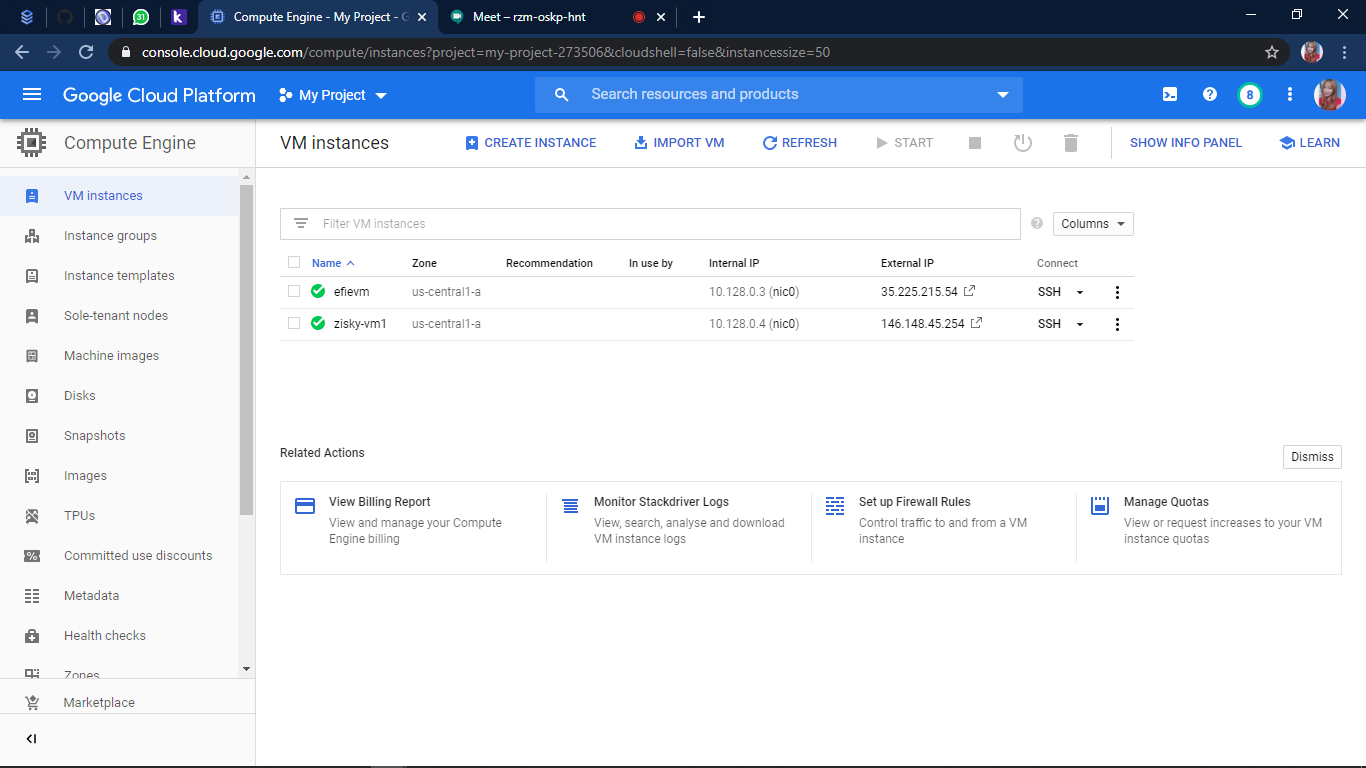 31
Compute Engine - My Project - G
Meet – rzm-oskp-hnt
console.cloud.google.com/compute/instances?project=my-project-273506&cloudshell=false&instancessize=50
Google Cloud Platform
My Project
Search resources and products
8
Compute Engine
VM instances
CREATE INSTANCE
IMPORT VM
REFRESH
START
SHOW INFO PANEL
LEARN
VM instances
Instance groups
Instance templates
Sole-tenant nodes
Machine images
Disks
Snapshots
Images
TPUs
Committed use discounts
Metadata
Health checks
Zones
Marketplace
Filter VM instances
Columns
Name Zone Recommendation In use by Internal IP External IP Connect
efievm us-central1-a 10.128.0.3 (nic0) 35.225.215.54 SSH
zisky-vm1 us-central1-a 10.128.0.4 (nic0) 146.148.45.254 SSH
Related Actions
Dismiss
View Billing Report
View and manage your Compute
Engine billing
Monitor Stackdriver Logs
View, search, analyse and download
VM instance logs
Set up Firewall Rules
Control traffic to and from a VM
instance
Manage Quotas
View or request increases to your VM
instance quotas